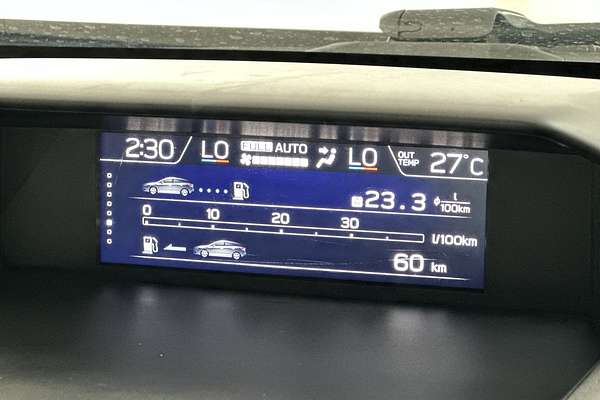 2:30 LO FULL AUTO LO OUT TEMP 27°C
23.3 ϕ l/100km
0 10 20 30
l/100km
60 km